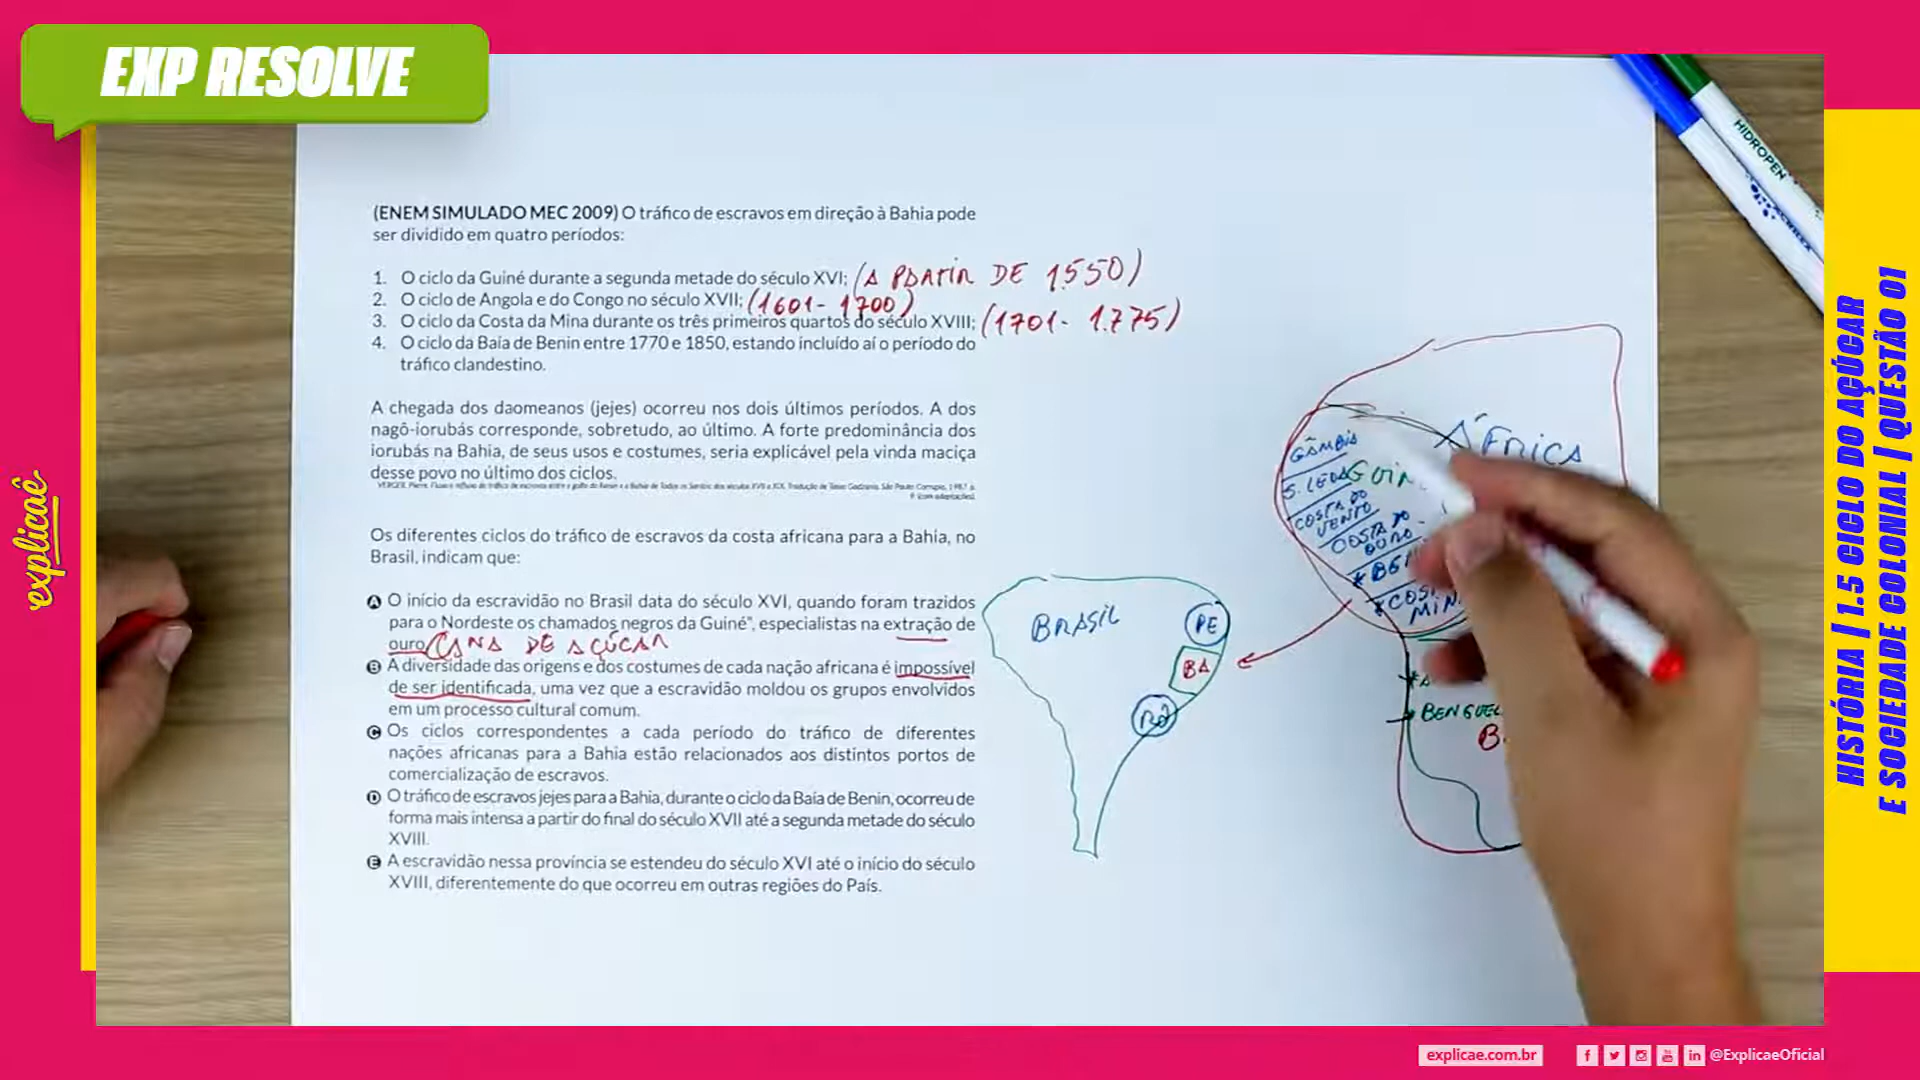 EXP RESOLVE
HIDROPEN
(ENEM SIMULADO MEC 2009) O tráfico de escravos em direção à Bahia pode
ser dividido em quatro períodos:
1. O ciclo da Guiné durante a segunda metade do século XVI; (A PARTIR DE 1550)
2. O ciclo de Angola e do Congo no século XVII; (1601- 1700)
3. O ciclo da Costa da Mina durante os três primeiros quartos do século XVIII; (1701- 1.775)
4. O ciclo da Baía de Benin entre 1770 e 1850, estando incluído aí o período do
tráfico clandestino.
A chegada dos daomeanos (jejes) ocorreu nos dois últimos períodos. A dos
nagô-iorubás corresponde, sobretudo, ao último. A forte predominância dos
iorubás na Bahia, de seus usos e costumes, seria explicável pela vinda maciça
desse povo no último dos ciclos.
Os diferentes ciclos do tráfico de escravos da costa africana para a Bahia, no
Brasil, indicam que:
A O início da escravidão no Brasil data do século XVI, quando foram trazidos
para o Nordeste os chamados negros da Guiné", especialistas na extração de
ouro. CANA DE AÇÚCAR
B A diversidade das origens e dos costumes de cada nação africana é impossível
de ser identificada, uma vez que a escravidão moldou os grupos envolvidos
em um processo cultural comum.
C Os ciclos correspondentes a cada período do tráfico de diferentes
nações africanas para a Bahia estão relacionados aos distintos portos de
comercialização de escravos.
D O tráfico de escravos jejes para a Bahia, durante o ciclo da Baía de Benin, ocorreu de
forma mais intensa a partir do final do século XVII até a segunda metade do século
XVIII.
E A escravidão nessa província se estendeu do século XVI até o início do século
XVIII, diferentemente do que ocorreu em outras regiões do País.
BRASIL
PE
BA
RJ
ÁFRICA
GÂMBIA
S. LEOA
COSTA DO
VENTO
COSTA DO
OURO
BENGUEL
explicaê
HISTÓRIA | 1.5 CICLO DO AÇÚCAR
E SOCIEDADE COLONIAL | QUESTÃO 01
explicae.com.br
@ExplicaeOficial